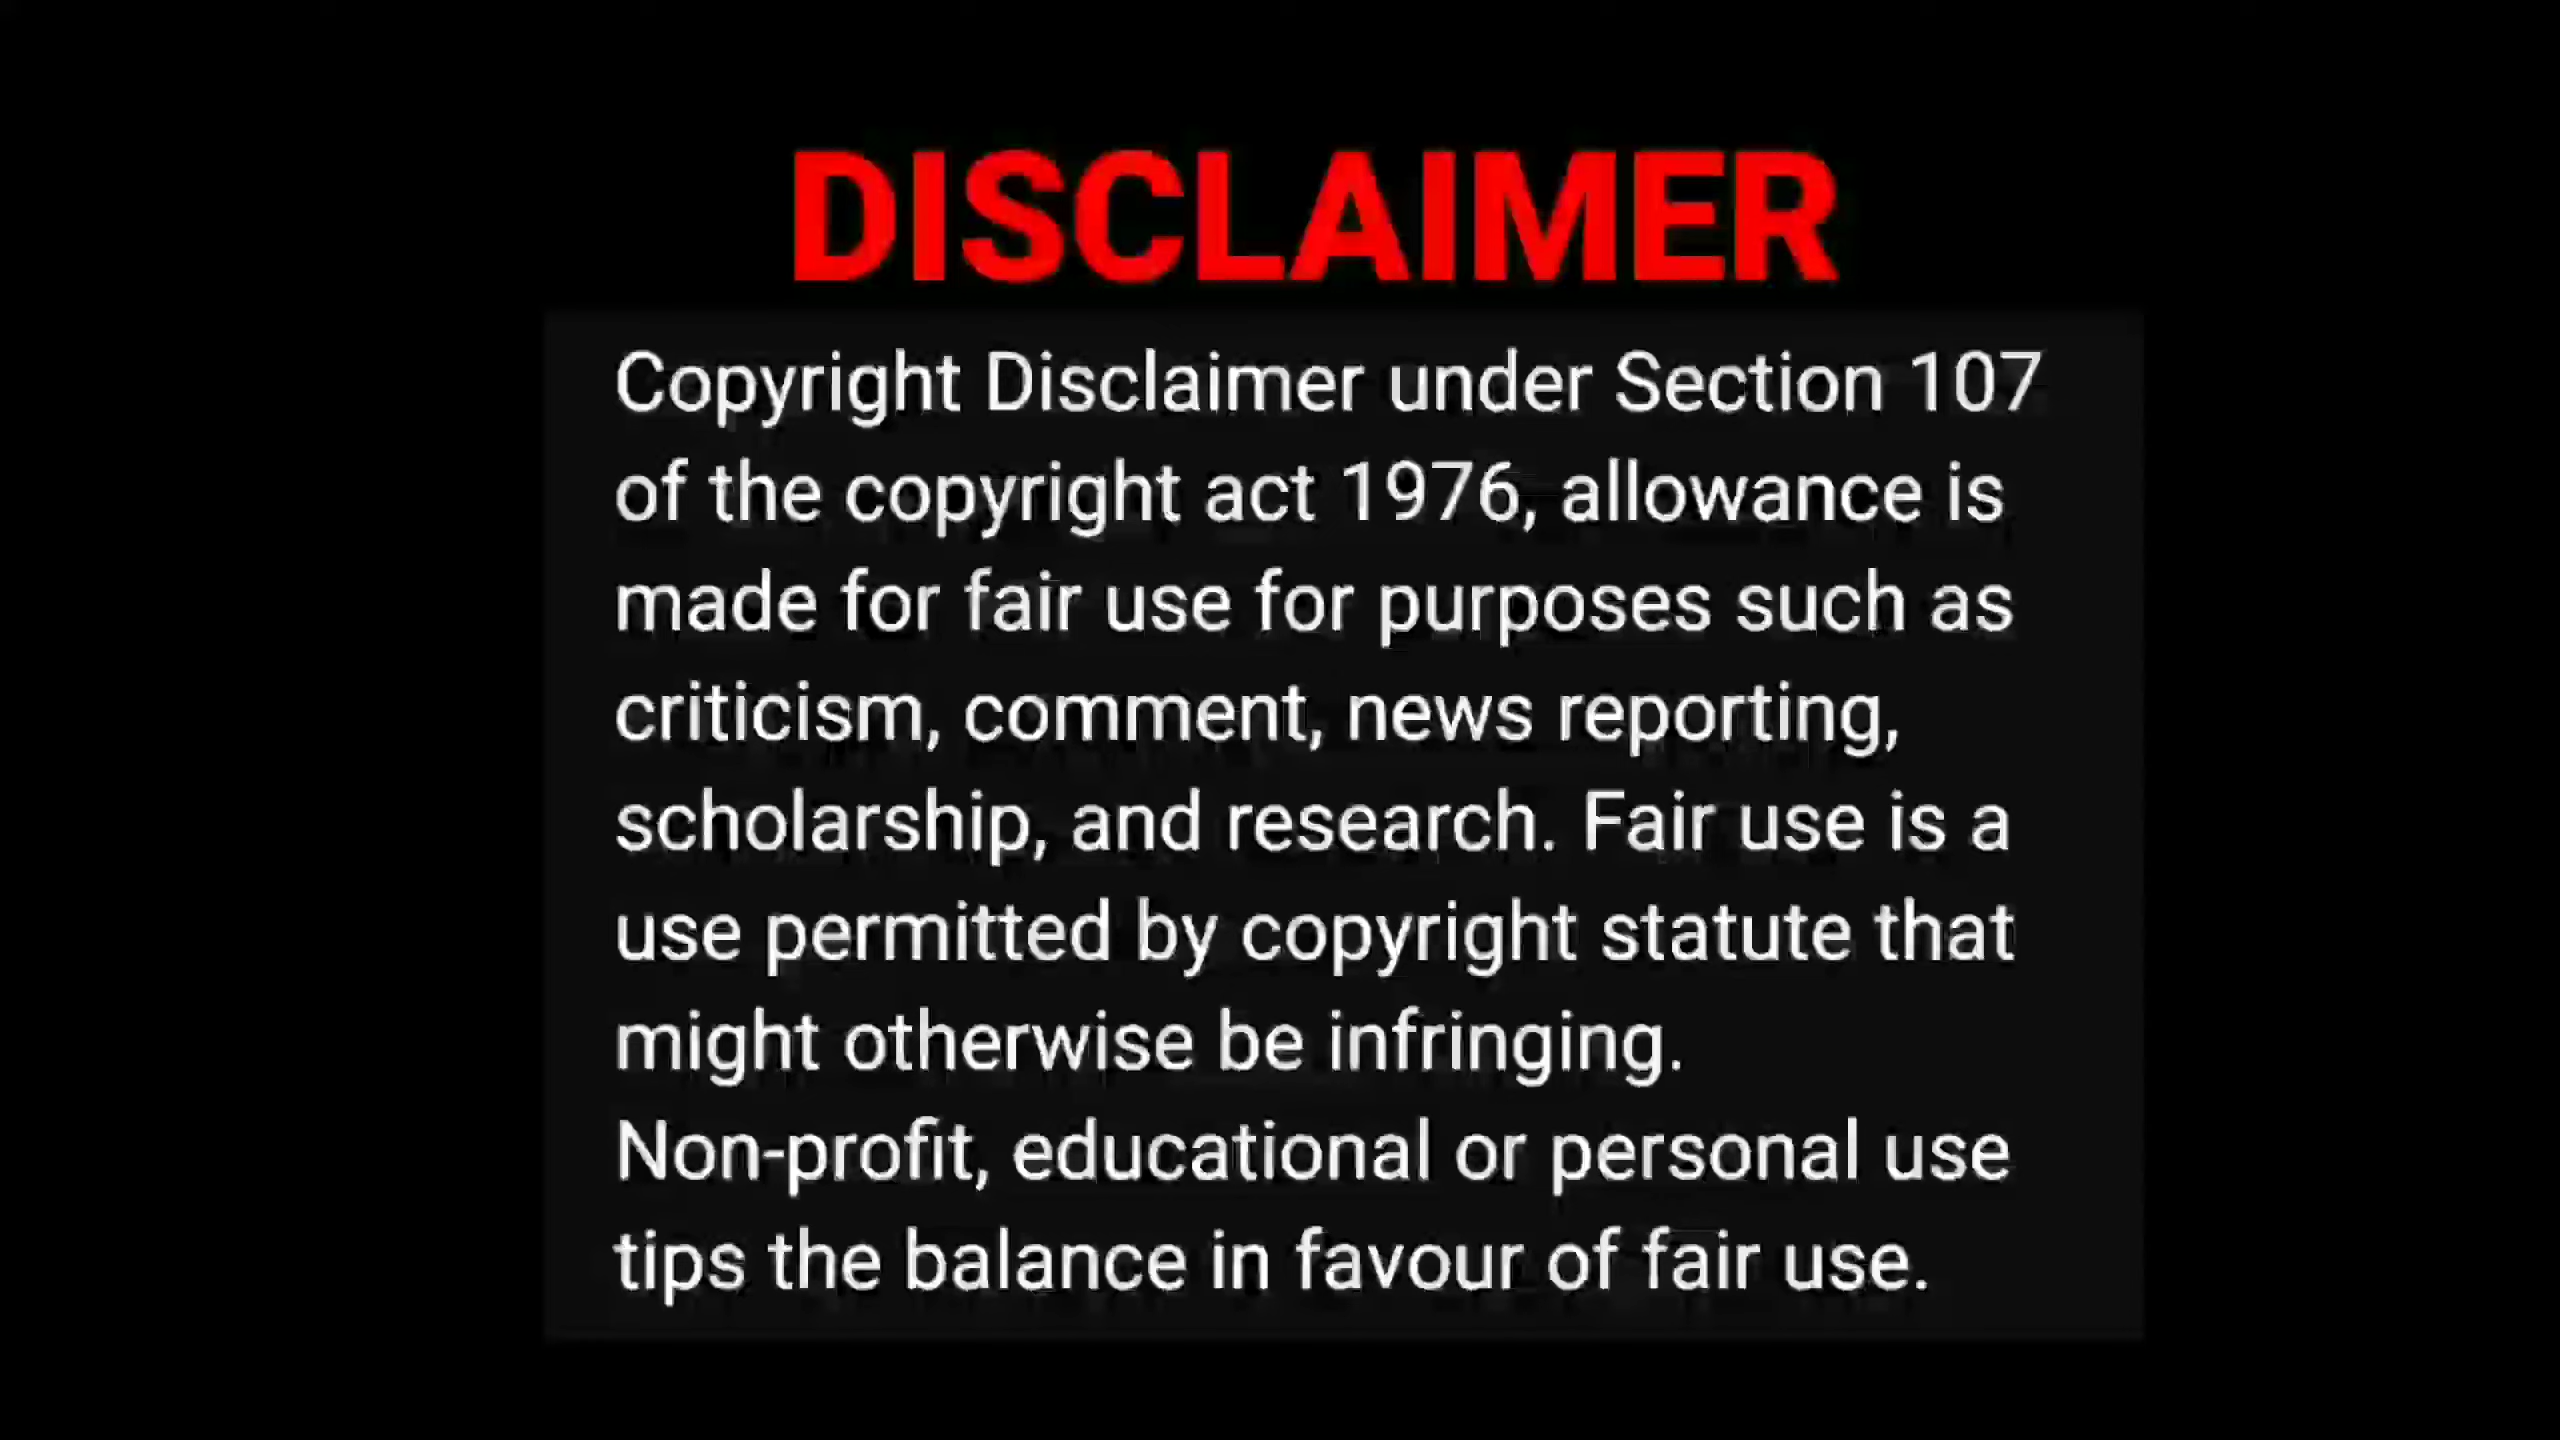 DISCLAIMER
Copyright Disclaimer under Section 107
of the copyright act 1976, allowance is
made for fair use for purposes such as
criticism, comment, news reporting,
scholarship, and research. Fair use is a
use permitted by copyright statute that
might otherwise be infringing.
Non-profit, educational or personal use
tips the balance in favour of fair use.